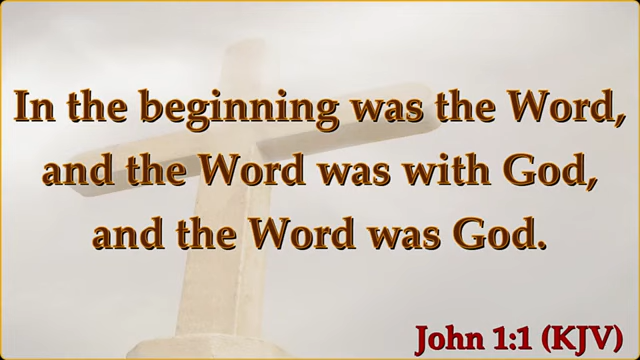 In the beginning was the Word,
and the Word was with God,
and the Word was God.
John 1:1 (KJV)